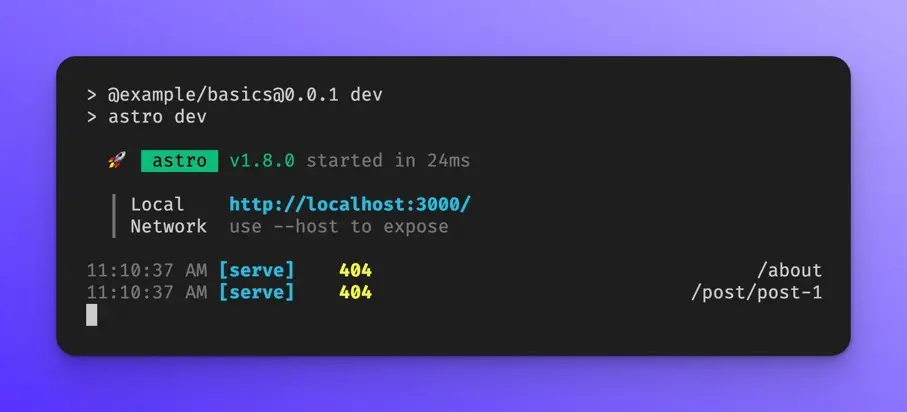 > @example/basics@0.0.1 dev
> astro dev
🚀 astro v1.8.0 started in 24ms
Local http://localhost:3000/
Network use --host to expose
11:10:37 AM [serve] 404 /about
11:10:37 AM [serve] 404 /post/post-1